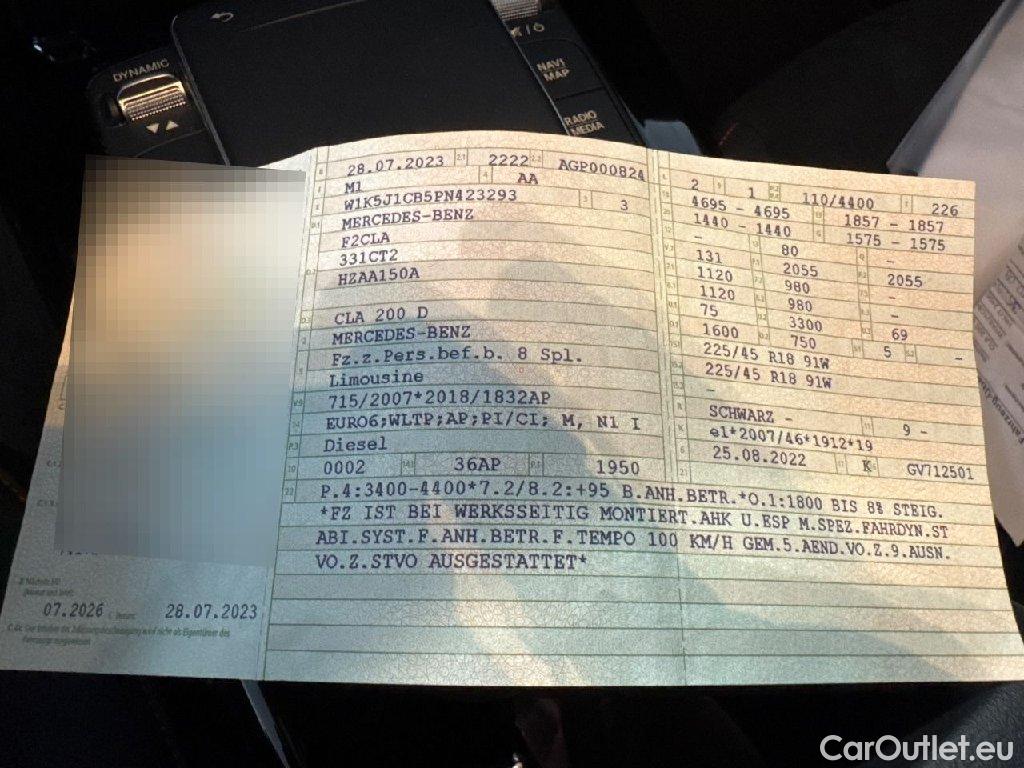 DYNAMIC
NAVI
MAP
RADIO
MEDIA
28.07.2023 2222 AGP000824
M1 AA
W1K5J1CB5PN423293 3
MERCEDES-BENZ
F2CLA
331CT2
HZAA150A
CLA 200 D
MERCEDES-BENZ
Fz.z.Pers.bef.b. 8 Spl.
Limousine
715/2007*2018/1832AP
EURO6;WLTP;AP;PI/CI; M, N1 I
Diesel
0002 36AP 1950
2 1 110/4400 226
4695 - 4695 1857 - 1857
1440 - 1440 1575 - 1575
- 80 -
131 2055 2055
1120 980 -
1120 980 -
75 3300 69
1600 750 5 -
225/45 R18 91W
225/45 R18 91W
-
SCHWARZ - 9 -
e1*2007/46*1912*19
25.08.2022 K GV712501
P.4:3400-4400*7.2/8.2:+95 B.ANH.BETR.*O.1:1800 BIS 8% STEIG.
*FZ IST BEI WERKSSEITIG MONTIERT.AHK U.ESP M.SPEZ.FAHRDYN.ST
ABI.SYST.F.ANH.BETR.F.TEMPO 100 KM/H GEM.5.AEND.VO.Z.9.AUSN.
VO.Z.STVO AUSGESTATTET*
07.2026 28.07.2023
CarOutlet.eu